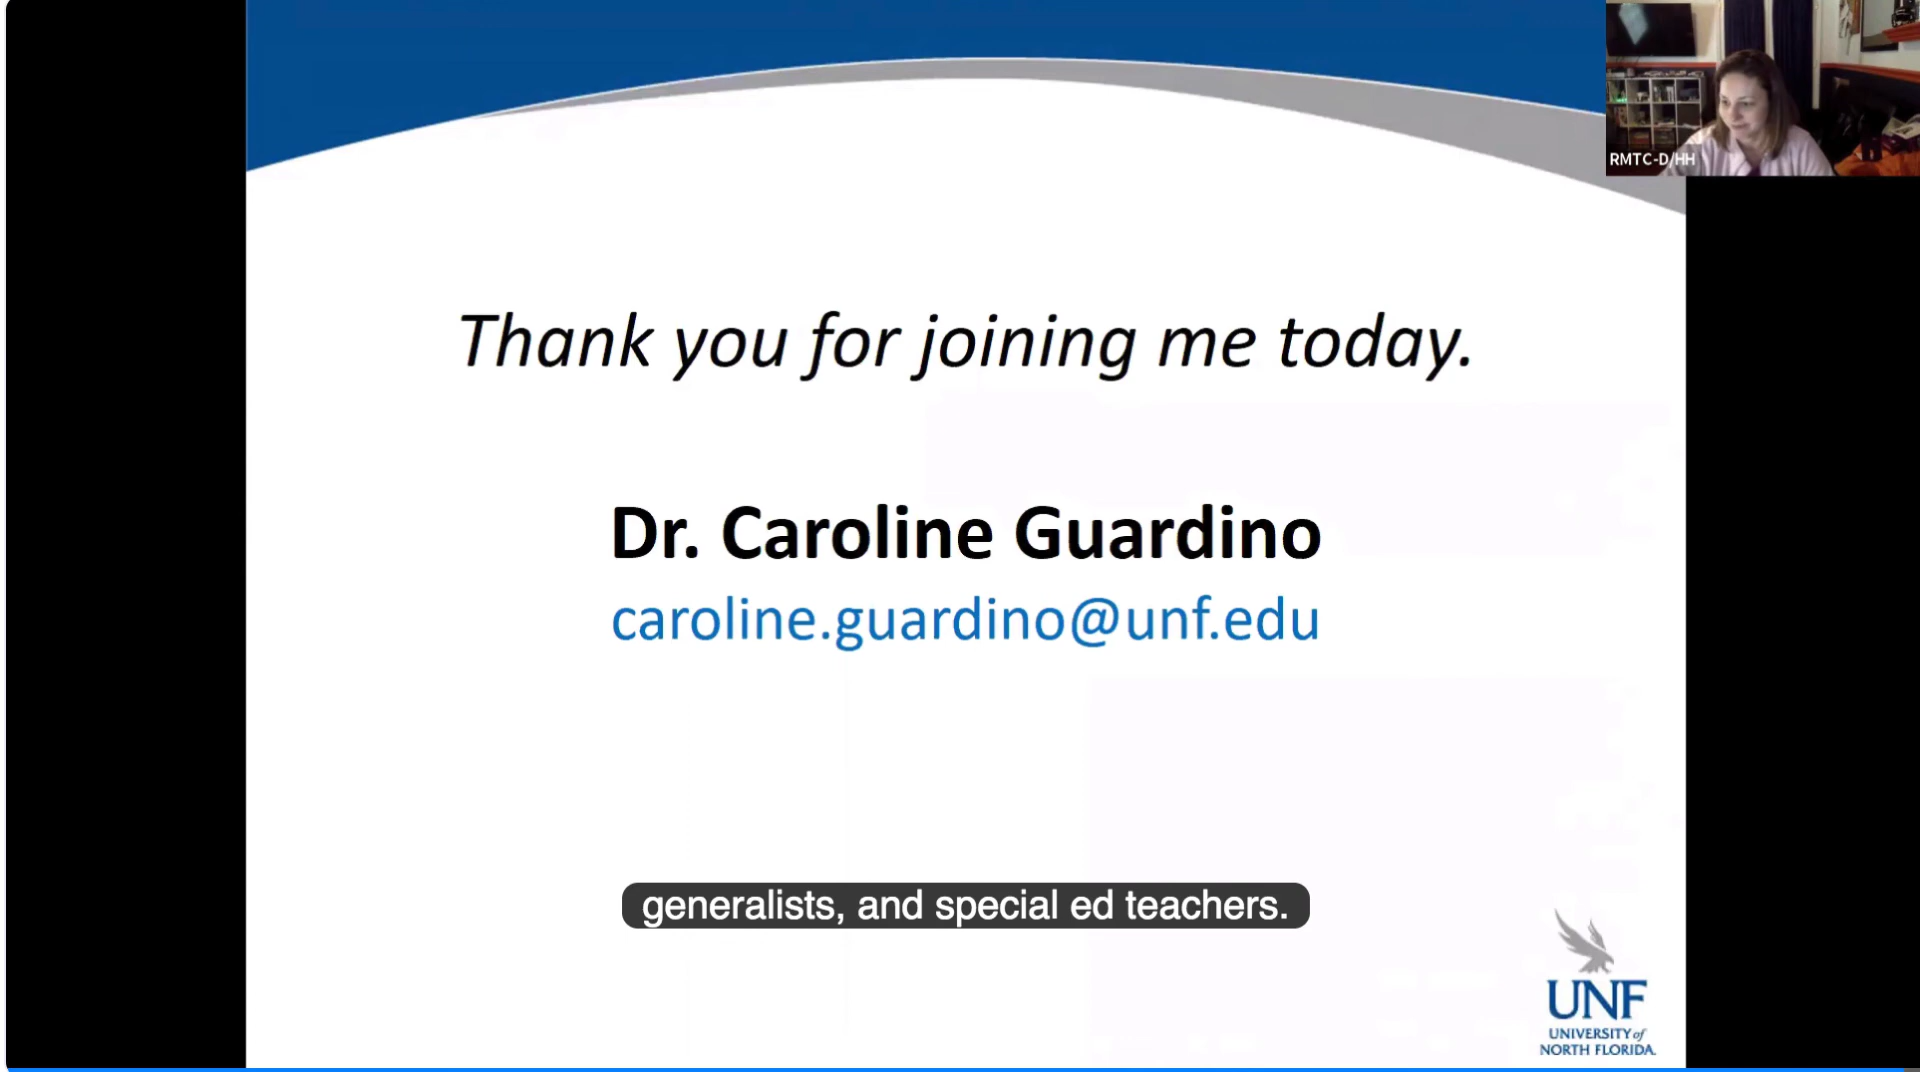 RMTC-D/HH
Thank you for joining me today.
Dr. Caroline Guardino
caroline.guardino@unf.edu
generalists, and special ed teachers.
UNF
UNIVERSITY of
NORTH FLORIDA.